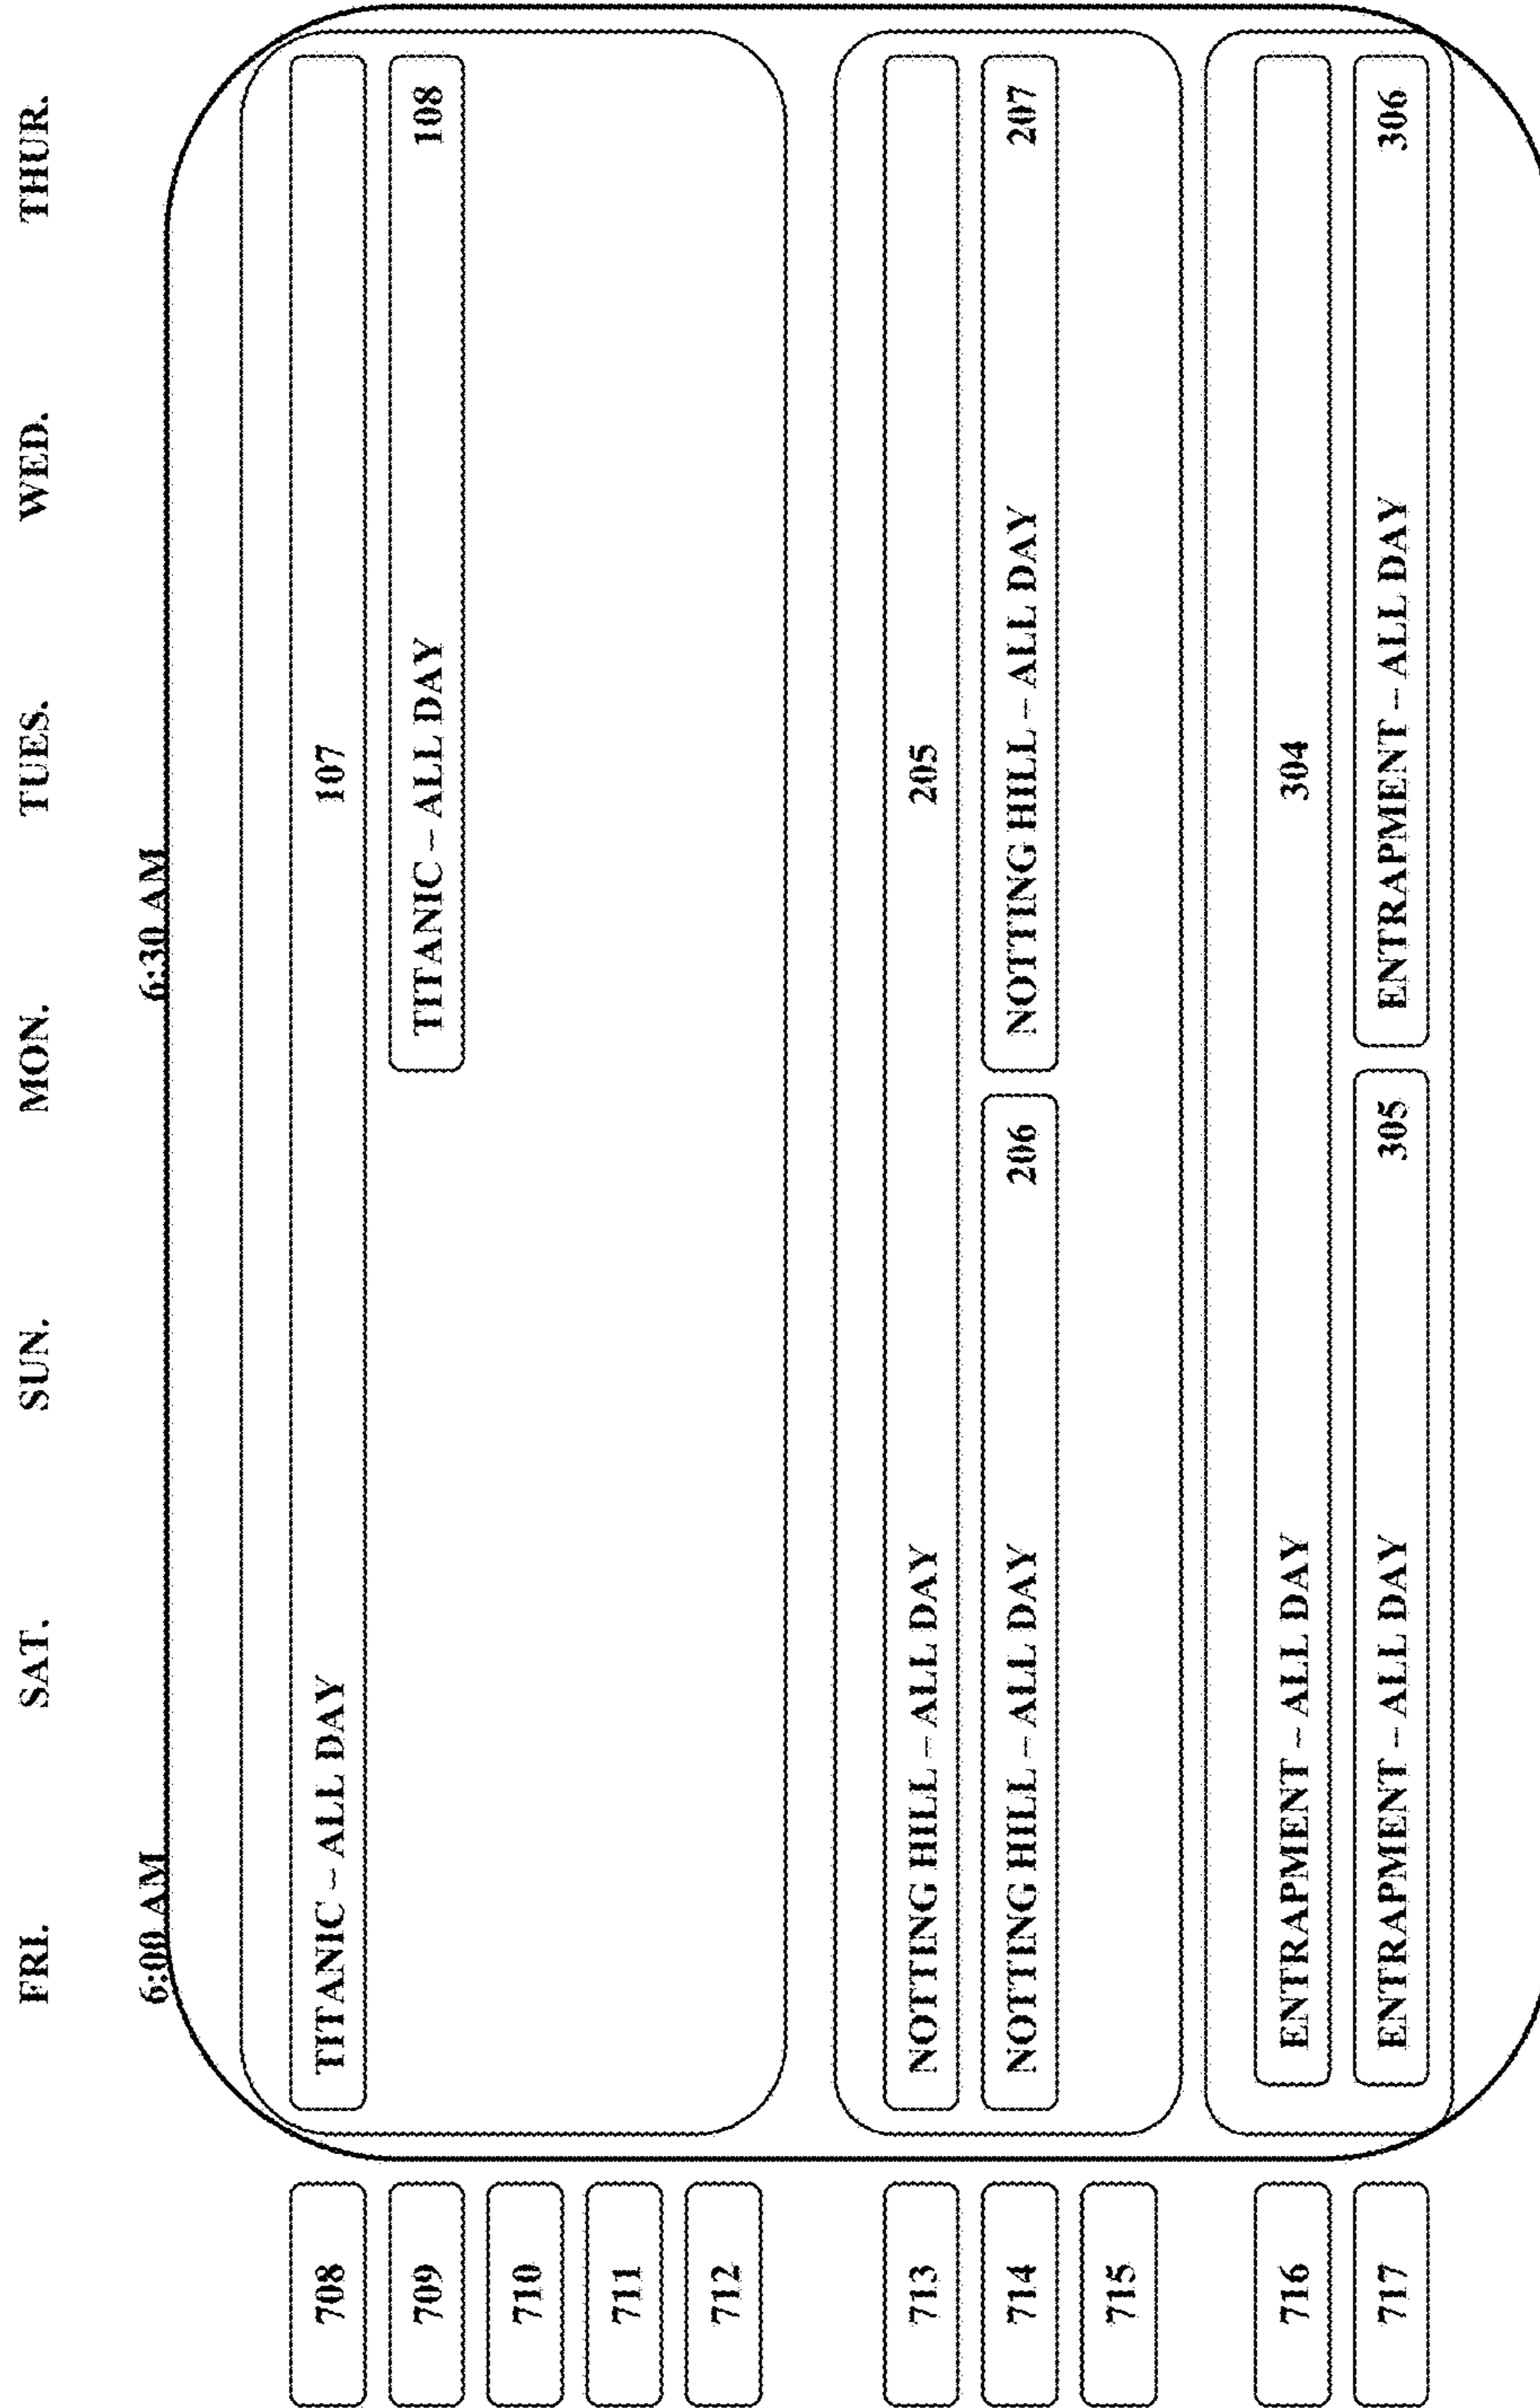 FRI. SAT. SUN. MON. TUES. WED. THUR.
6:00 AM 6:30 AM
708 TITANIC – ALL DAY 107
709 TITANIC – ALL DAY 108
710
711
712
713 NOTTING HILL – ALL DAY 205
714 NOTTING HILL – ALL DAY 206 NOTTING HILL – ALL DAY 207
715
716 ENTRAPMENT – ALL DAY 304
717 ENTRAPMENT – ALL DAY 305 ENTRAPMENT – ALL DAY 306